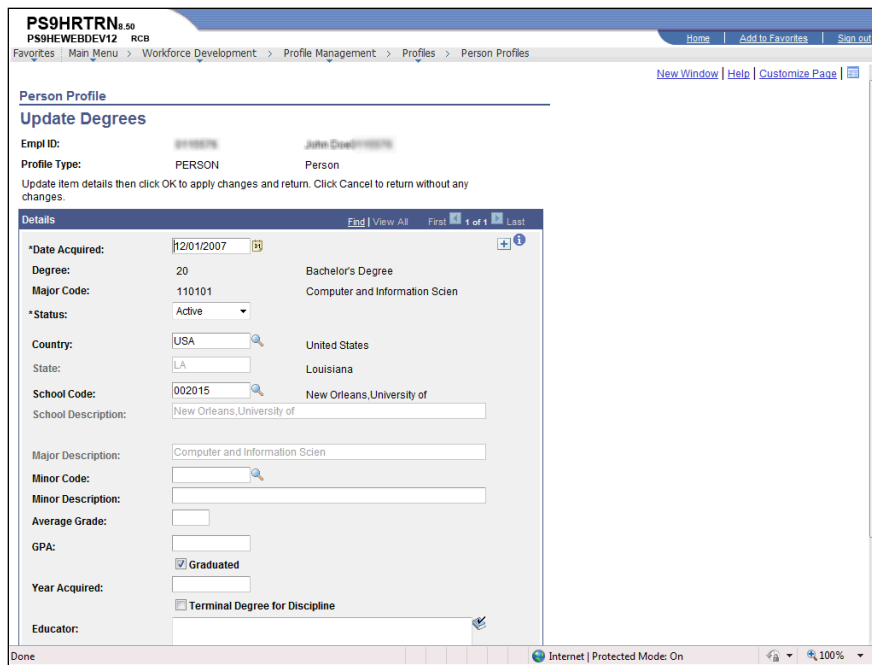 PS9HRTRN8.50
PS9HEWEBDEV12 RCB
Home | Add to Favorites | Sign out
Favorites Main Menu > Workforce Development > Profile Management > Profiles > Person Profiles
New Window | Help | Customize Page |
Person Profile
Update Degrees
Empl ID:
Profile Type: PERSON Person
Update item details then click OK to apply changes and return. Click Cancel to return without any
changes.
Details Find | View All First 1 of 1 Last
*Date Acquired: 12/01/2007
Degree: 20 Bachelor's Degree
Major Code: 110101 Computer and Information Scien
*Status: Active
Country: USA United States
State: LA Louisiana
School Code: 002015 New Orleans,University of
School Description: New Orleans,University of
Major Description: Computer and Information Scien
Minor Code:
Minor Description:
Average Grade:
GPA:
Graduated
Year Acquired:
Terminal Degree for Discipline
Educator:
Done Internet | Protected Mode: On 100%